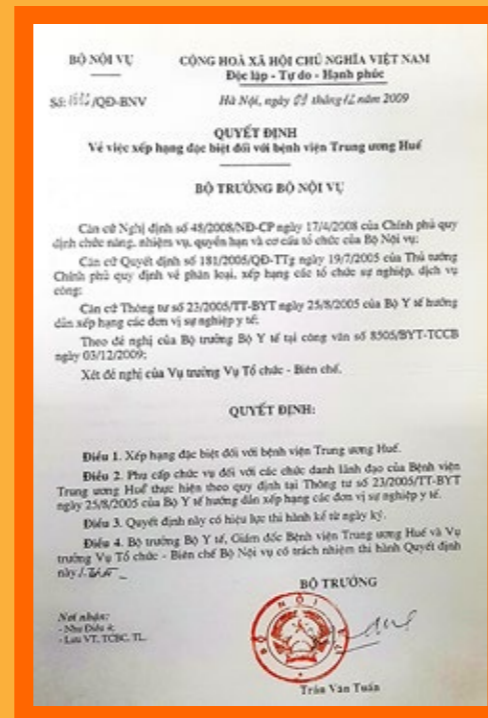 BỘ NỘI VỤ
CỘNG HOÀ XÃ HỘI CHỦ NGHĨA VIỆT NAM
Độc lập - Tự do - Hạnh phúc
Số: /QĐ-BNV
Hà Nội, ngày tháng 12 năm 2009
QUYẾT ĐỊNH
Về việc xếp hạng đặc biệt đối với bệnh viện Trung ương Huế
BỘ TRƯỞNG BỘ NỘI VỤ
Căn cứ Nghị định số 48/2008/NĐ-CP ngày 17/4/2008 của Chính phủ quy
định chức năng, nhiệm vụ, quyền hạn và cơ cấu tổ chức của Bộ Nội vụ;
Căn cứ Quyết định số 181/2005/QĐ-TTg ngày 19/7/2005 của Thủ tướng
Chính phủ quy định về phân loại, xếp hạng các tổ chức sự nghiệp, dịch vụ
công;
Căn cứ Thông tư số 23/2005/TT-BYT ngày 25/8/2005 của Bộ Y tế hướng
dẫn xếp hạng các đơn vị sự nghiệp y tế;
Theo đề nghị của Bộ trưởng Bộ Y tế tại công văn số 8505/BYT-TCCB
ngày 03/12/2009;
Xét đề nghị của Vụ trưởng Vụ Tổ chức - Biên chế.
QUYẾT ĐỊNH:
Điều 1. Xếp hạng đặc biệt đối với bệnh viện Trung ương Huế.
Điều 2. Phụ cấp chức vụ đối với các chức danh lãnh đạo của Bệnh viện
Trung ương Huế thực hiện theo quy định tại Thông tư số 23/2005/TT-BYT
ngày 25/8/2005 của Bộ Y tế hướng dẫn xếp hạng các đơn vị sự nghiệp y tế.
Điều 3. Quyết định này có hiệu lực thi hành kể từ ngày ký.
Điều 4. Bộ trưởng Bộ Y tế, Giám đốc Bệnh viện Trung ương Huế và Vụ
trưởng Vụ Tổ chức - Biên chế Bộ Nội vụ có trách nhiệm thi hành Quyết định
này./.
BỘ TRƯỞNG
Nơi nhận:
- Như Điều 4;
- Lưu VT, TCBC, TL.
BỘ NỘI VỤ
Trần Văn Tuấn